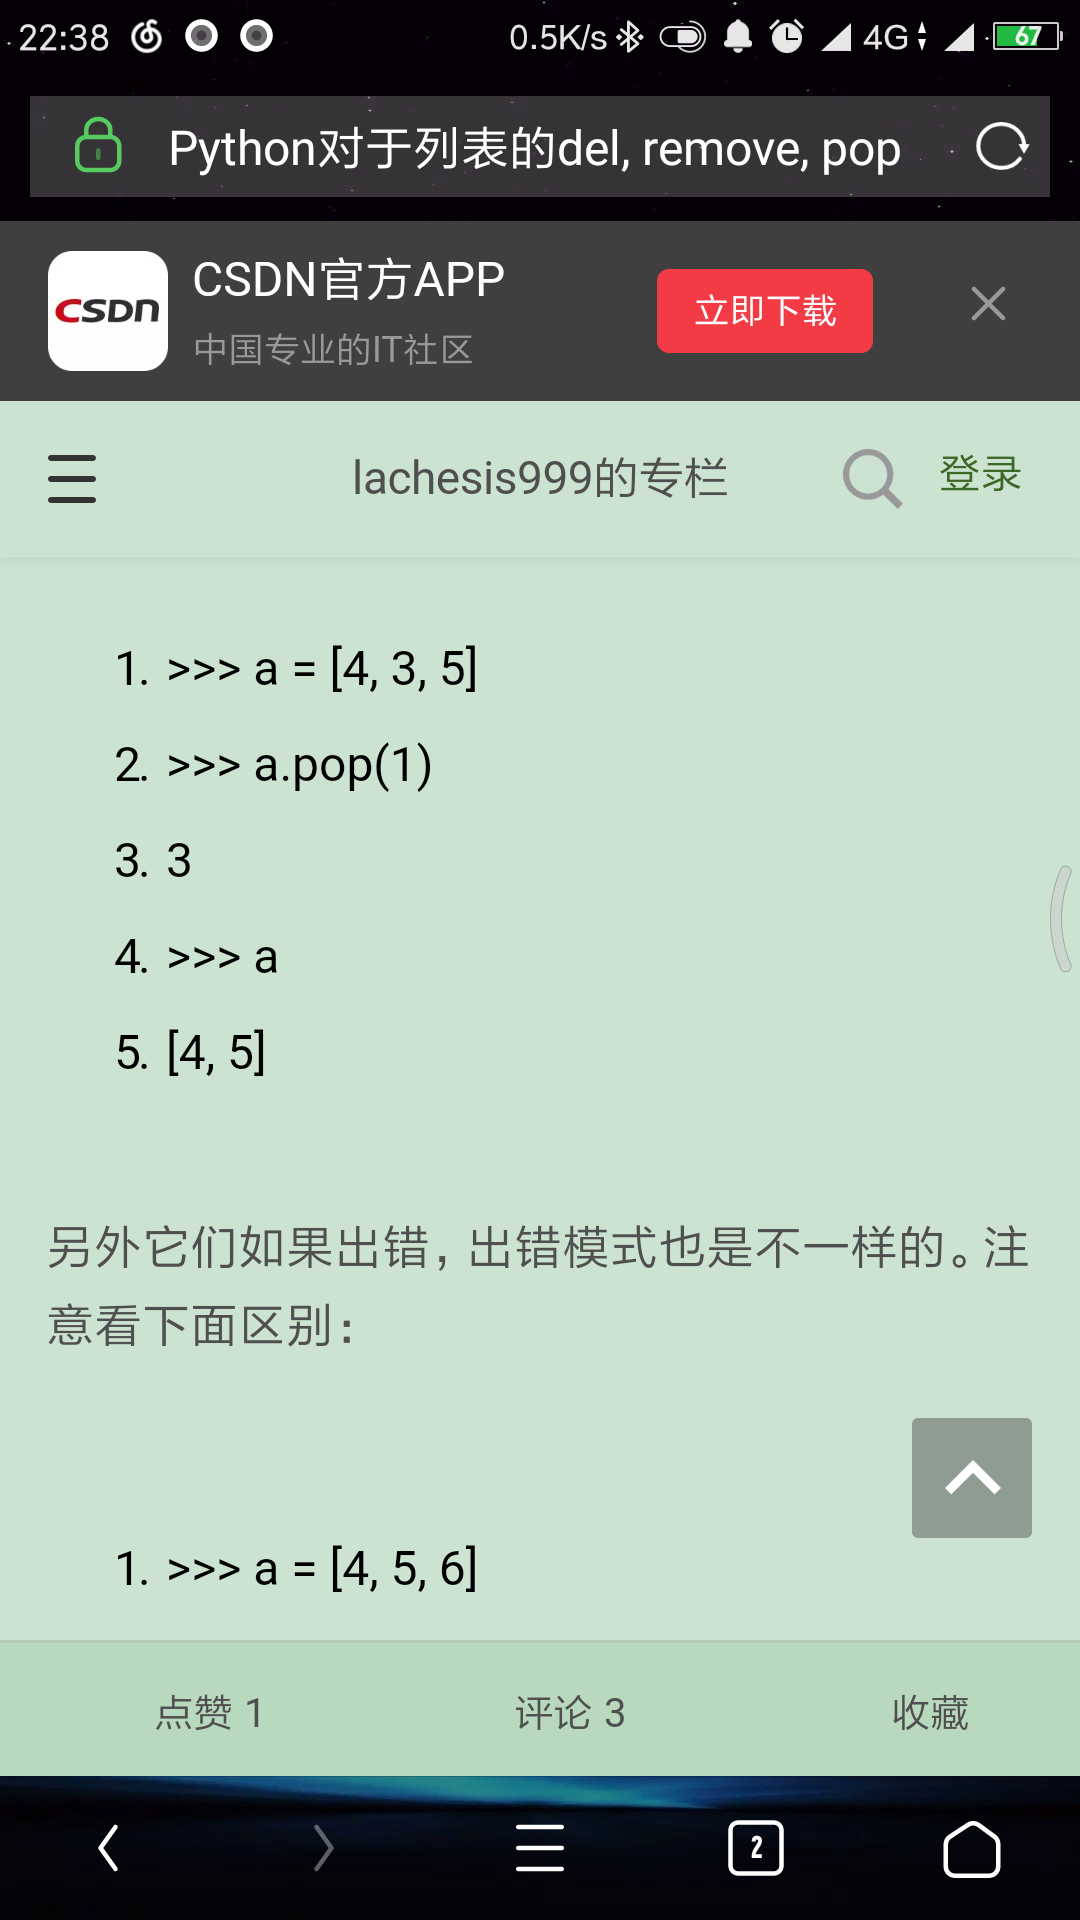 22:38 0.5K/s 4G 67
Python对于列表的del, remove, pop
CSDN
CSDN官方APP
中国专业的IT社区
立即下载
lachesis999的专栏
登录
1. >>> a = [4, 3, 5]
2. >>> a.pop(1)
3. 3
4. >>> a
5. [4, 5]
另外它们如果出错，出错模式也是不一样的。注
意看下面区别：
1. >>> a = [4, 5, 6]
点赞 1 评论 3 收藏
2